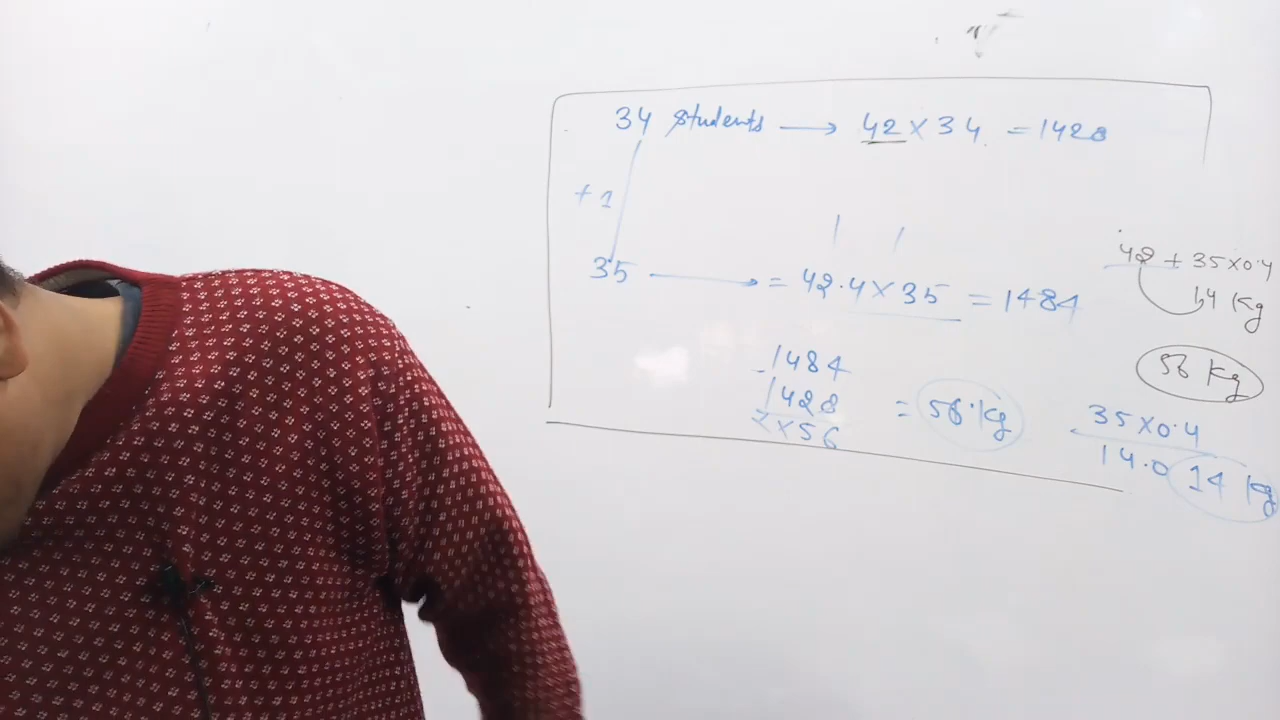 34 students → 42 × 34 = 1428
+ 1
35 → = 42.4 × 35 = 1484
1484
- 1428
× × 56
= 56 kg
42 + 35×0.4
14 kg
56 kg
35×0.4
14.0 14 kg